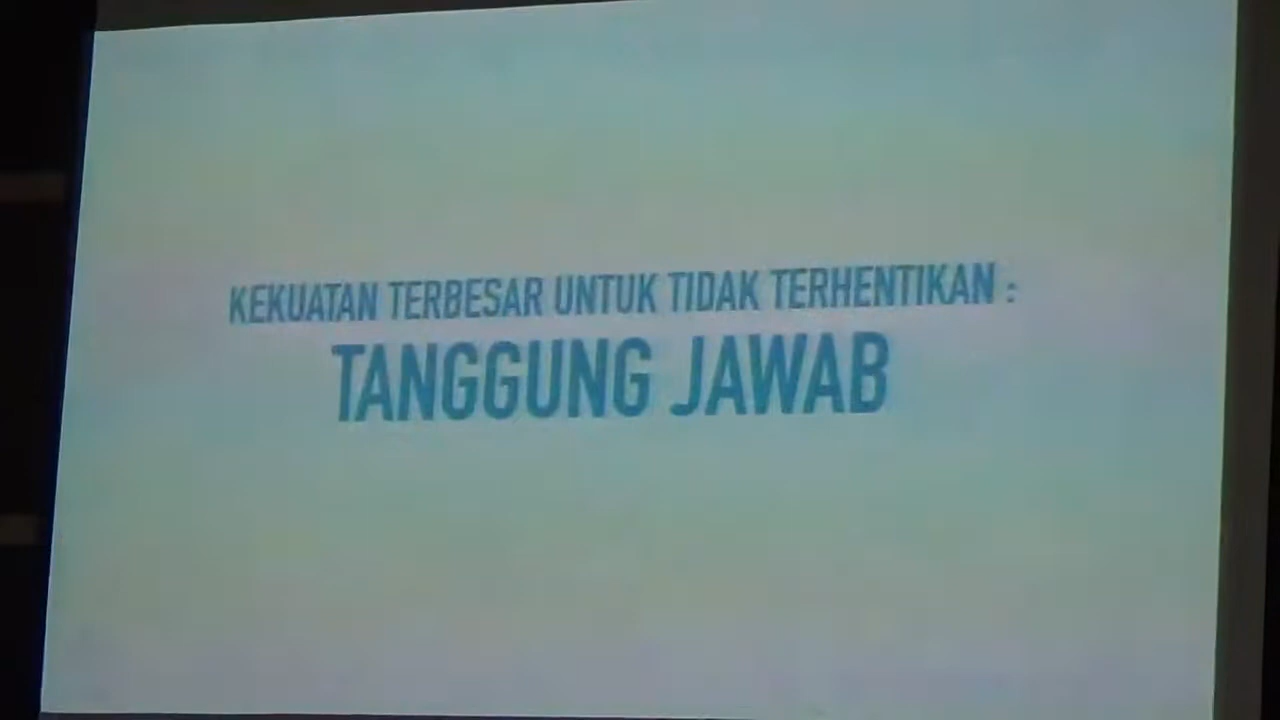 KEKUATAN TERBESAR UNTUK TIDAK TERHENTIKAN :
TANGGUNG JAWAB